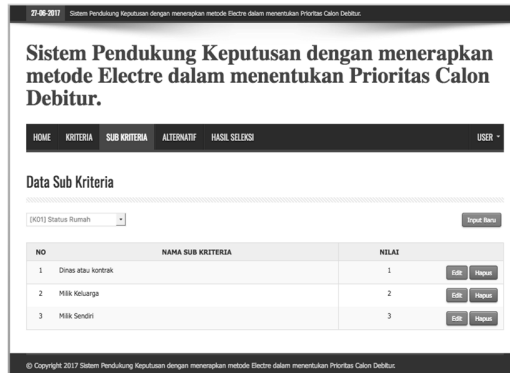 27-06-2017 Sistem Pendukung Keputusan dengan menerapkan metode Electre dalam menentukan Prioritas Calon Debitur.
Sistem Pendukung Keputusan dengan menerapkan
metode Electre dalam menentukan Prioritas Calon
Debitur.
HOME KRITERIA SUB KRITERIA ALTERNATIF HASIL SELEKSI USER
Data Sub Kriteria
[K01] Status Rumah Input Baru
NO NAMA SUB KRITERIA NILAI
1 Dinas atau kontrak 1 Edit Hapus
2 Milik Keluarga 2 Edit Hapus
3 Milik Sendiri 3 Edit Hapus
© Copyright 2017 Sistem Pendukung Keputusan dengan menerapkan metode Electre dalam menentukan Prioritas Calon Debitur.